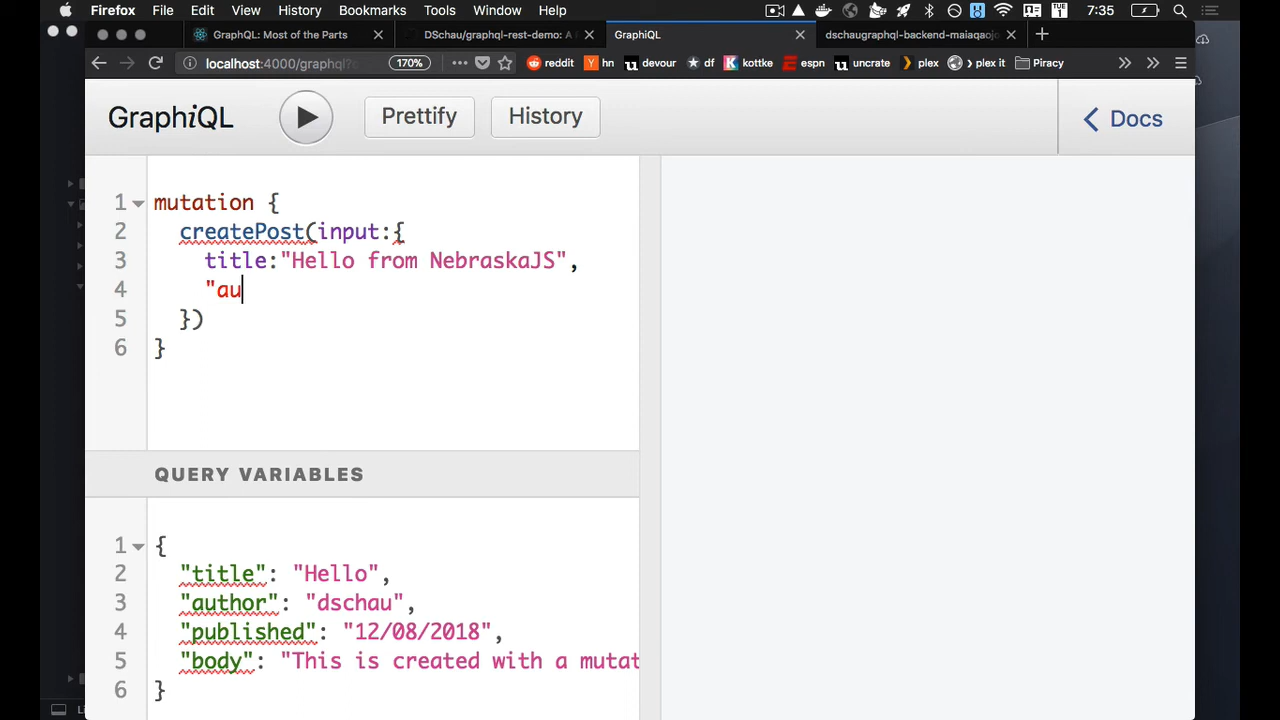 Firefox File Edit View History Bookmarks Tools Window Help TUE 1 7:35
GraphQL: Most of the Parts
DSchau/graphql-rest-demo: A
GraphiQL
dschaugraphql-backend-maiaqaoj
localhost:4000/graphql?
170%
reddit hn devour df kottke espn uncrate plex plex it Piracy
GraphiQL Prettify History Docs
1 mutation {
2 createPost(input:{
3 title:"Hello from NebraskaJS",
4 "au
5 })
6 }
QUERY VARIABLES
1 {
2 "title": "Hello",
3 "author": "dschau",
4 "published": "12/08/2018",
5 "body": "This is created with a mutat
6 }